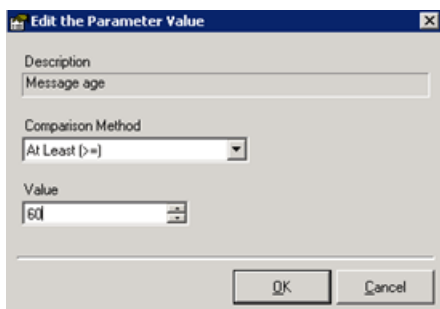 Edit the Parameter Value
Description
Message age
Comparison Method
At Least (>=)
Value
60
OK
Cancel